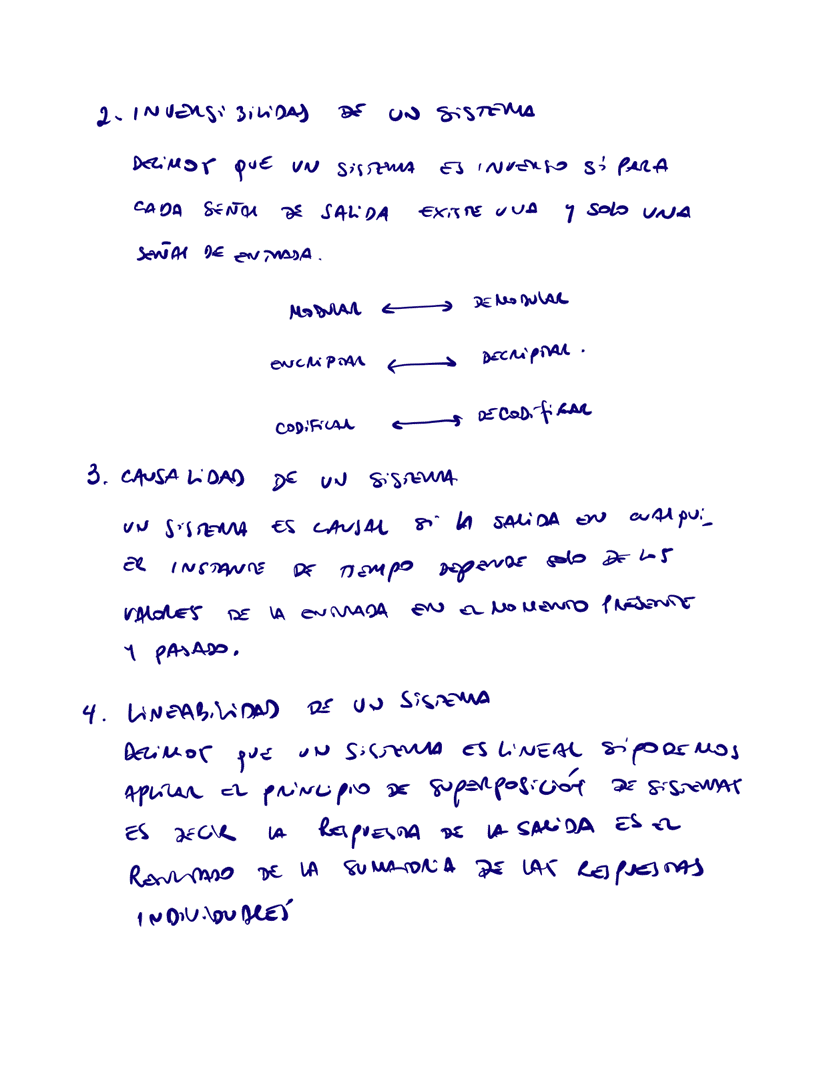 2. INVERSIBILIDAD DE UN SISTEMA
DECIMOS QUE UN SISTEMA ES INVERSO SI PARA
CADA SEÑAL DE SALIDA EXISTE UNA Y SOLO UNA
SEÑAL DE ENTRADA.
MODULAR ⟷ DEMODULAR
ENCRIPTAR ⟷ DECRIPTAR.
CODIFICAR ⟷ DECODIFICAR
3. CAUSALIDAD DE UN SISTEMA
UN SISTEMA ES CAUSAL SI LA SALIDA EN CUALQUI_
ER INSTANTE DE TIEMPO DEPENDE SOLO DE LOS
VALORES DE LA ENTRADA EN EL MOMENTO PRESENTE
Y PASADO.
4. LINEABILIDAD DE UN SISTEMA
DECIMOS QUE UN SISTEMA ES LINEAL SI PODEMOS
APLICAR EL PRINCIPIO DE SUPERPOSICIÓN DE SISTEMAS
ES DECIR LA RESPUESTA DE LA SALIDA ES EL
RESULTADO DE LA SUMATORIA DE LAS RESPUESTAS
INDIVIDUALES